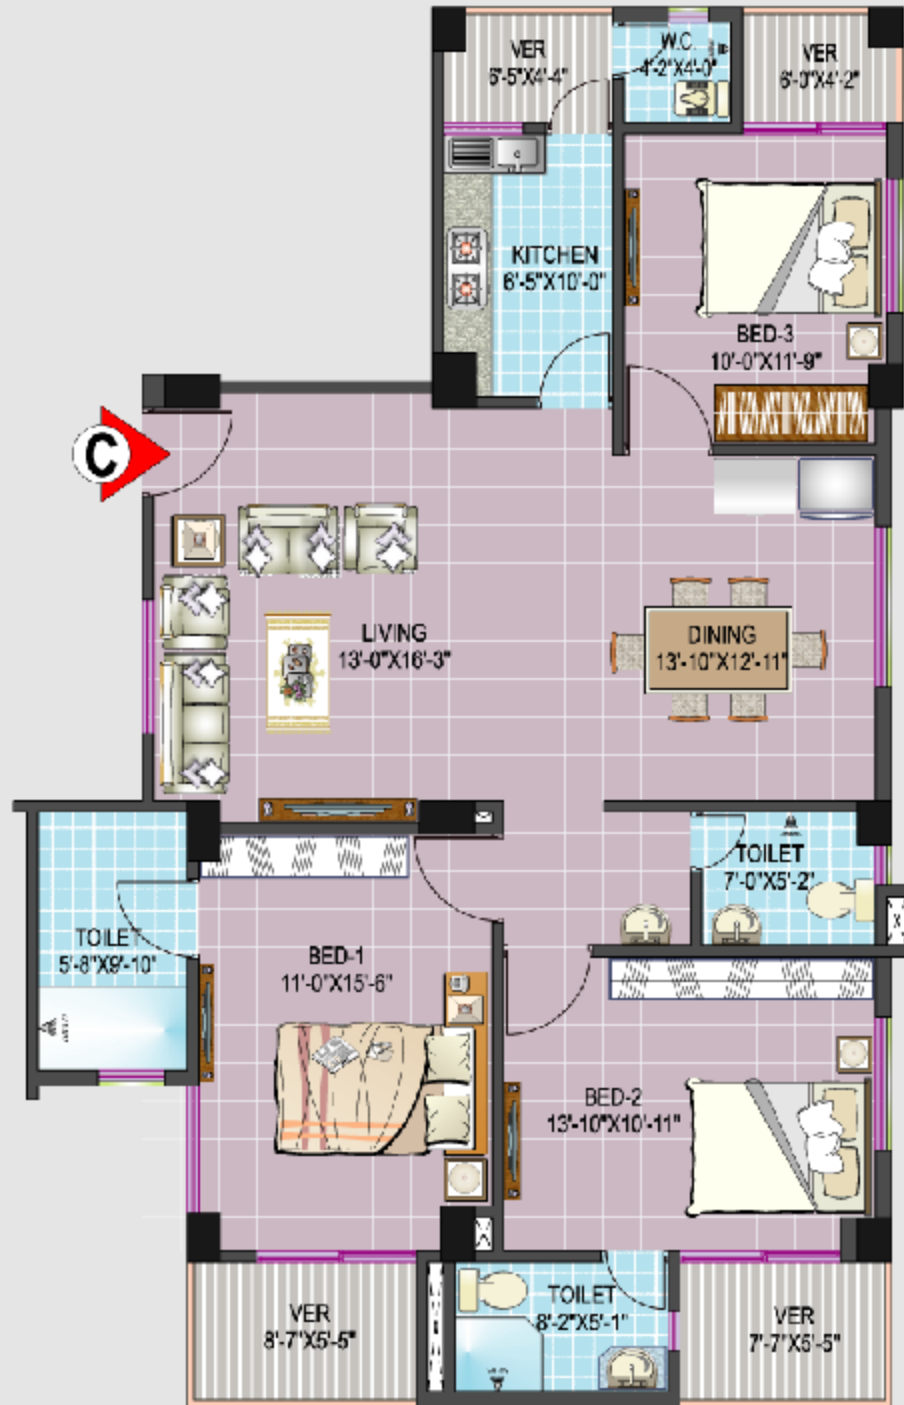 VER
6'-5"X4'-4"
W.C.
4'-2"X4'-0"
VER
6'-0"X4'-2"
KITCHEN
6'-5"X10'-0"
BED-3
10'-0"X11'-9"
C
LIVING
13'-0"X16'-3"
DINING
13'-10"X12'-11"
TOILET
7'-0"X5'-2"
TOILET
5'-8"X9'-10"
BED-1
11'-0"X15'-6"
BED-2
13'-10"X10'-11"
TOILET
8'-2"X5'-1"
VER
8'-7"X5'-5"
VER
7'-7"X5'-5"